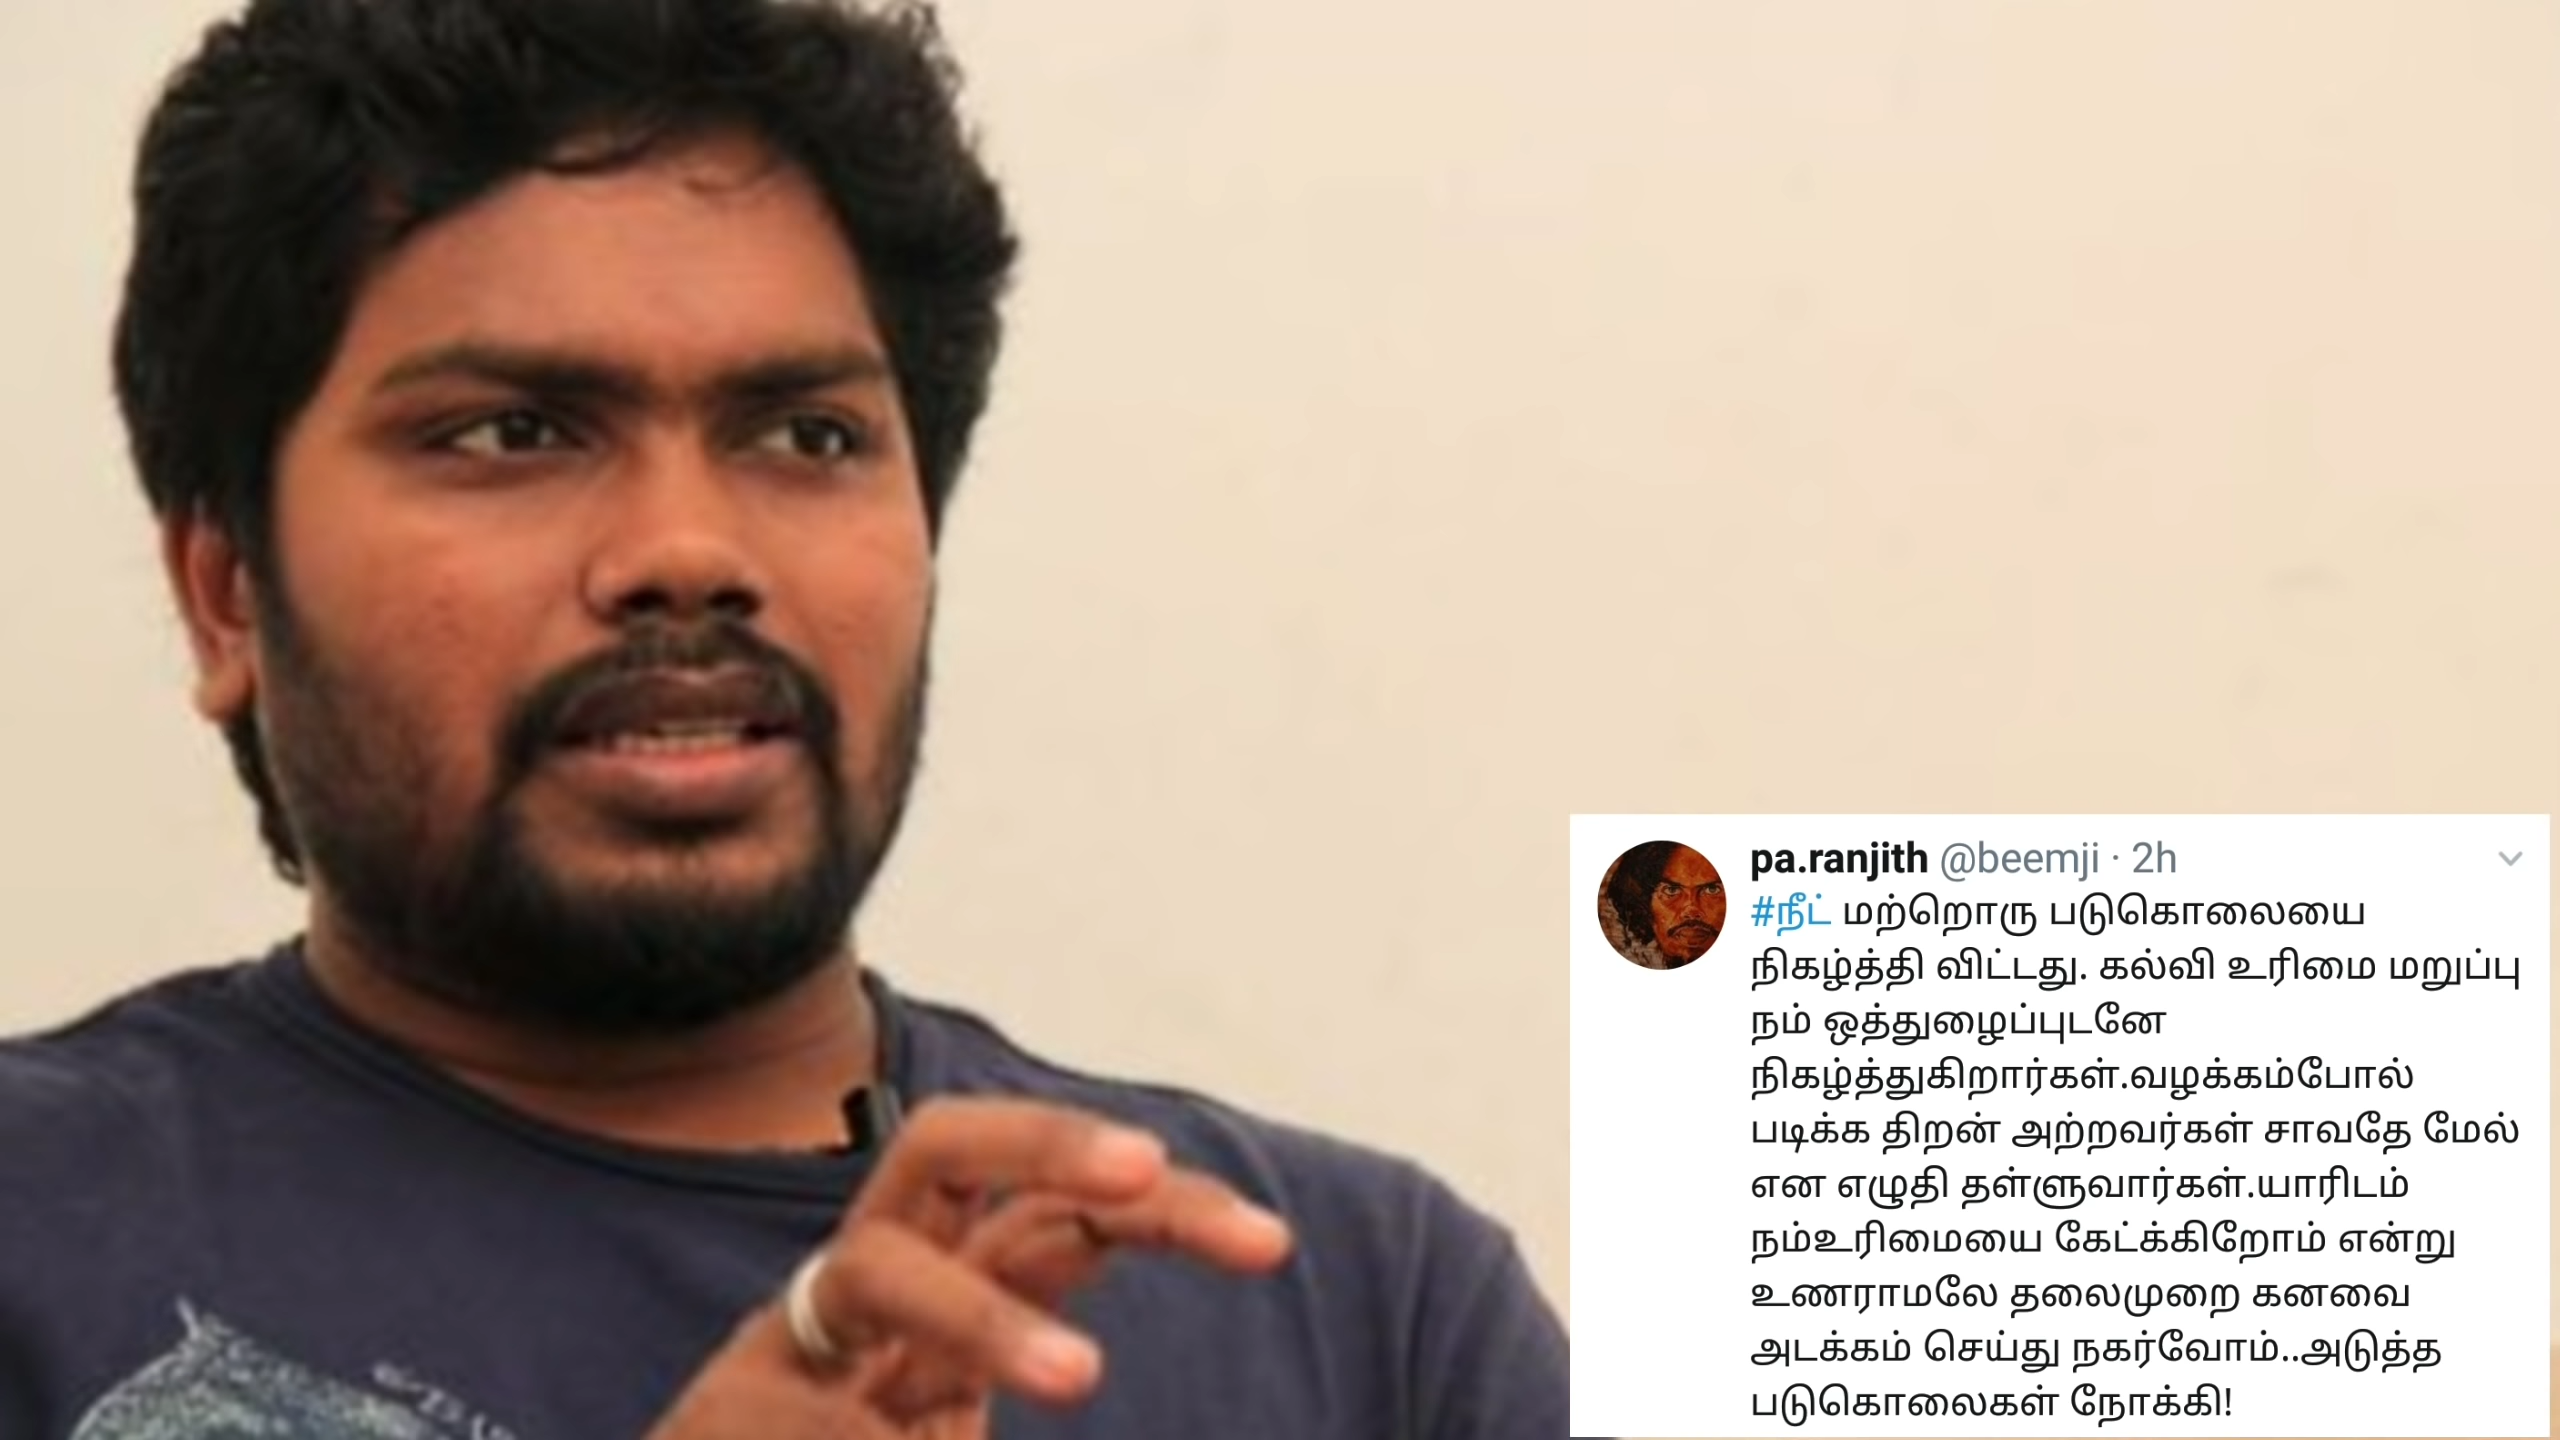 pa.ranjith @beemji · 2h
#நீட் மற்றொரு படுகொலையை
நிகழ்த்தி விட்டது. கல்வி உரிமை மறுப்பு
நம் ஒத்துழைப்புடனே
நிகழ்த்துகிறார்கள்.வழக்கம்போல்
படிக்க திறன் அற்றவர்கள் சாவதே மேல்
என எழுதி தள்ளுவார்கள்.யாரிடம்
நம்உரிமையை கேட்க்கிறோம் என்று
உணராமலே தலைமுறை கனவை
அடக்கம் செய்து நகர்வோம்..அடுத்த
படுகொலைகள் நோக்கி!